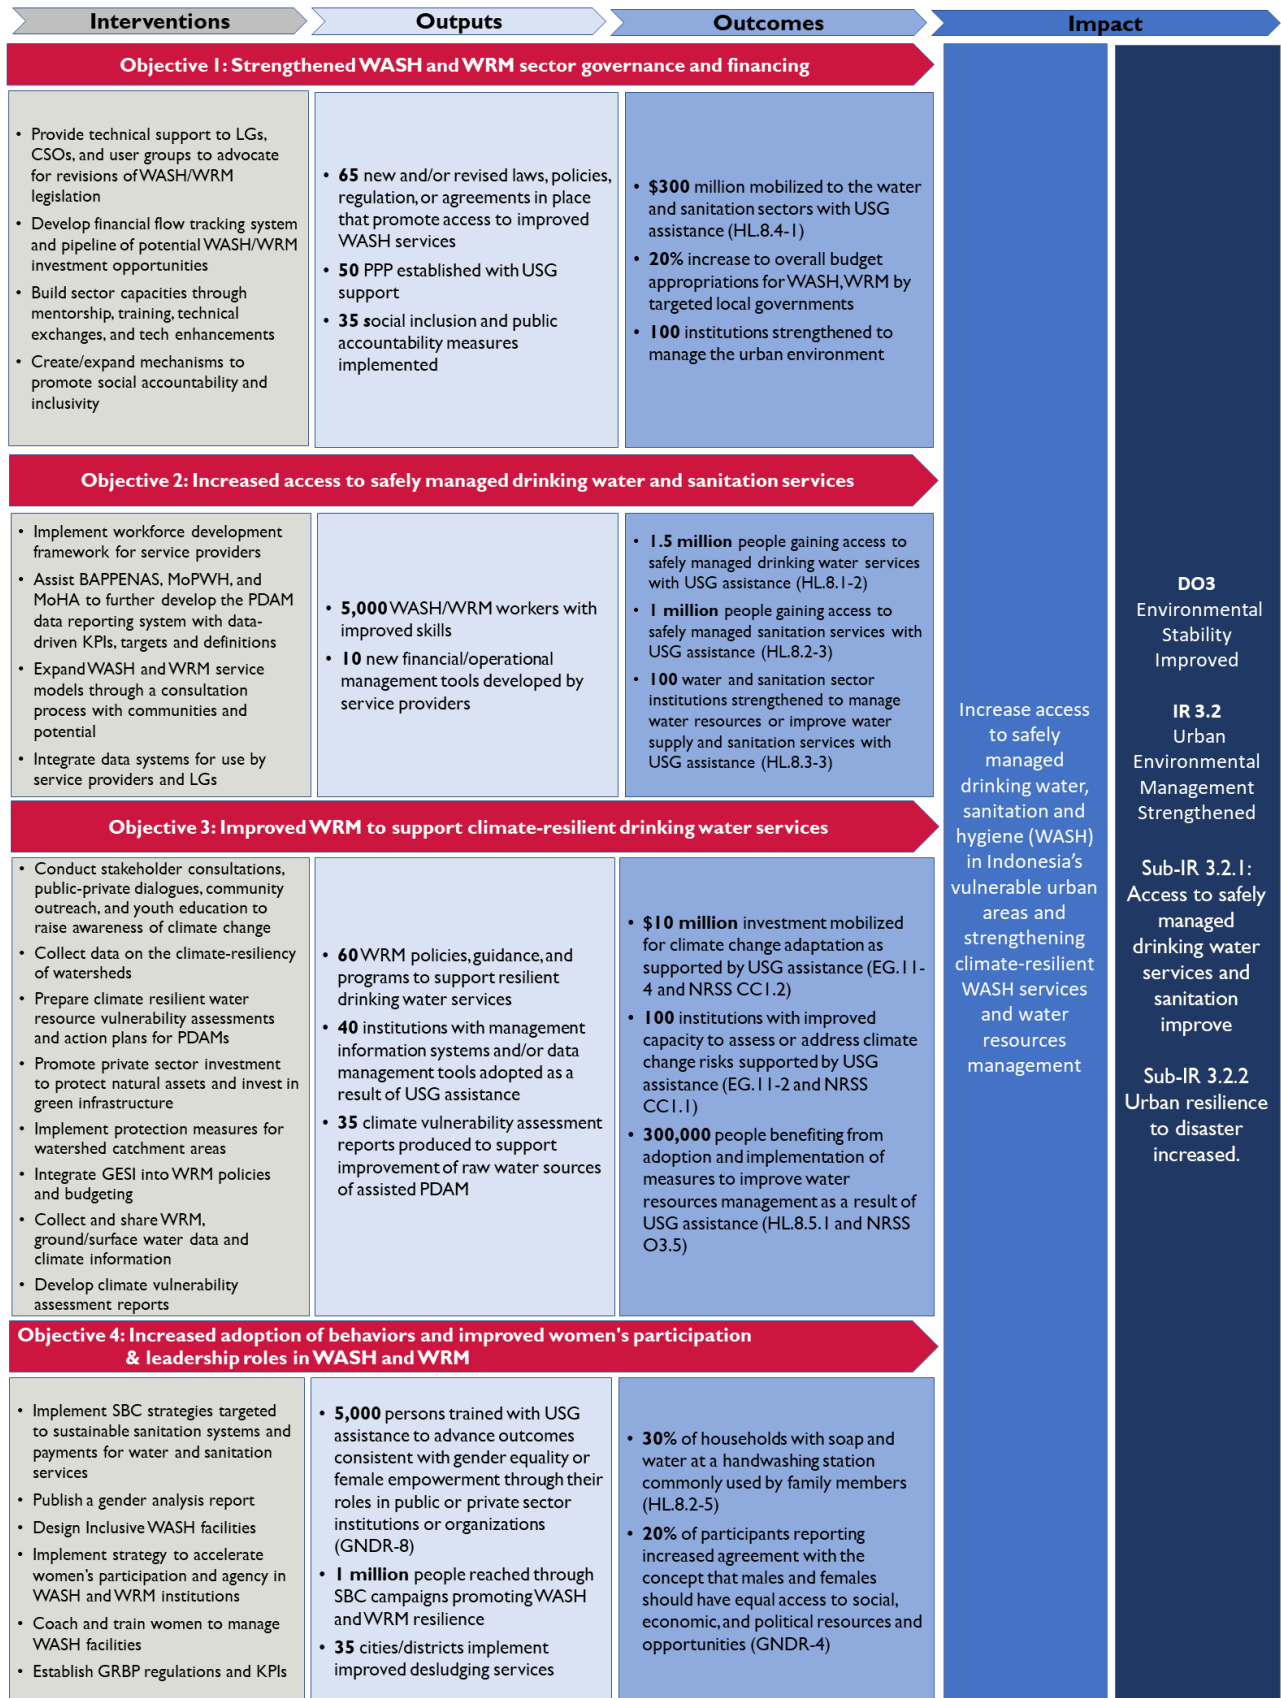 Interventions
Outputs
Outcomes
Impact
Objective 1: Strengthened WASH and WRM sector governance and financing
• Provide technical support to LGs,
CSOs, and user groups to advocate
for revisions of WASH/WRM
legislation
• Develop financial flow tracking system
and pipeline of potential WASH/WRM
investment opportunities
• Build sector capacities through
mentorship, training, technical
exchanges, and tech enhancements
• Create/expand mechanisms to
promote social accountability and
inclusivity
• 65 new and/or revised laws, policies,
regulation, or agreements in place
that promote access to improved
WASH services
• 50 PPP established with USG
support
• 35 social inclusion and public
accountability measures
implemented
• $300 million mobilized to the water
and sanitation sectors with USG
assistance (HL.8.4-1)
• 20% increase to overall budget
appropriations for WASH, WRM by
targeted local governments
• 100 institutions strengthened to
manage the urban environment
Objective 2: Increased access to safely managed drinking water and sanitation services
• Implement workforce development
framework for service providers
• Assist BAPPENAS, MoPWH, and
MoHA to further develop the PDAM
data reporting system with data-
driven KPIs, targets and definitions
• Expand WASH and WRM service
models through a consultation
process with communities and
potential
• Integrate data systems for use by
service providers and LGs
• 5,000 WASH/WRM workers with
improved skills
• 10 new financial/operational
management tools developed by
service providers
• 1.5 million people gaining access to
safely managed drinking water services
with USG assistance (HL.8.1-2)
• 1 million people gaining access to
safely managed sanitation services with
USG assistance (HL.8.2-3)
• 100 water and sanitation sector
institutions strengthened to manage
water resources or improve water
supply and sanitation services with
USG assistance (HL.8.3-3)
Objective 3: Improved WRM to support climate-resilient drinking water services
• Conduct stakeholder consultations,
public-private dialogues, community
outreach, and youth education to
raise awareness of climate change
• Collect data on the climate-resiliency
of watersheds
• Prepare climate resilient water
resource vulnerability assessments
and action plans for PDAMs
• Promote private sector investment
to protect natural assets and invest in
green infrastructure
• Implement protection measures for
watershed catchment areas
• Integrate GESI into WRM policies
and budgeting
• Collect and share WRM,
ground/surface water data and
climate information
• Develop climate vulnerability
assessment reports
• 60 WRM policies, guidance, and
programs to support resilient
drinking water services
• 40 institutions with management
information systems and/or data
management tools adopted as a
result of USG assistance
• 35 climate vulnerability assessment
reports produced to support
improvement of raw water sources
of assisted PDAM
• $10 million investment mobilized
for climate change adaptation as
supported by USG assistance (EG.11-
4 and NRSS CC1.2)
• 100 institutions with improved
capacity to assess or address climate
change risks supported by USG
assistance (EG.11-2 and NRSS
CC1.1)
• 300,000 people benefiting from
adoption and implementation of
measures to improve water
resources management as a result of
USG assistance (HL.8.5.1 and NRSS
O3.5)
Objective 4: Increased adoption of behaviors and improved women's participation
& leadership roles in WASH and WRM
• Implement SBC strategies targeted
to sustainable sanitation systems and
payments for water and sanitation
services
• Publish a gender analysis report
• Design Inclusive WASH facilities
• Implement strategy to accelerate
women's participation and agency in
WASH and WRM institutions
• Coach and train women to manage
WASH facilities
• Establish GRBP regulations and KPIs
• 5,000 persons trained with USG
assistance to advance outcomes
consistent with gender equality or
female empowerment through their
roles in public or private sector
institutions or organizations
(GNDR-8)
• 1 million people reached through
SBC campaigns promoting WASH
and WRM resilience
• 35 cities/districts implement
improved desludging services
• 30% of households with soap and
water at a handwashing station
commonly used by family members
(HL.8.2-5)
• 20% of participants reporting
increased agreement with the
concept that males and females
should have equal access to social,
economic, and political resources and
opportunities (GNDR-4)
Increase access
to safely
managed
drinking water,
sanitation and
hygiene (WASH)
in Indonesia's
vulnerable urban
areas and
strengthening
climate-resilient
WASH services
and water
resources
management
DO3
Environmental
Stability
Improved
IR 3.2
Urban
Environmental
Management
Strengthened
Sub-IR 3.2.1:
Access to safely
managed
drinking water
services and
sanitation
improve
Sub-IR 3.2.2
Urban resilience
to disaster
increased.